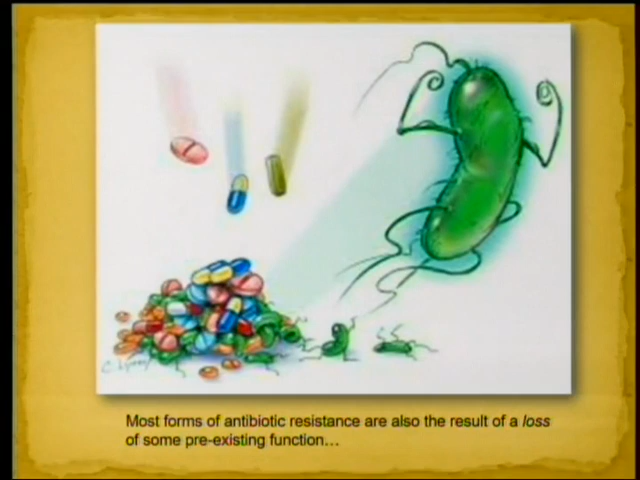 Most forms of antibiotic resistance are also the result of a loss
of some pre-existing function…